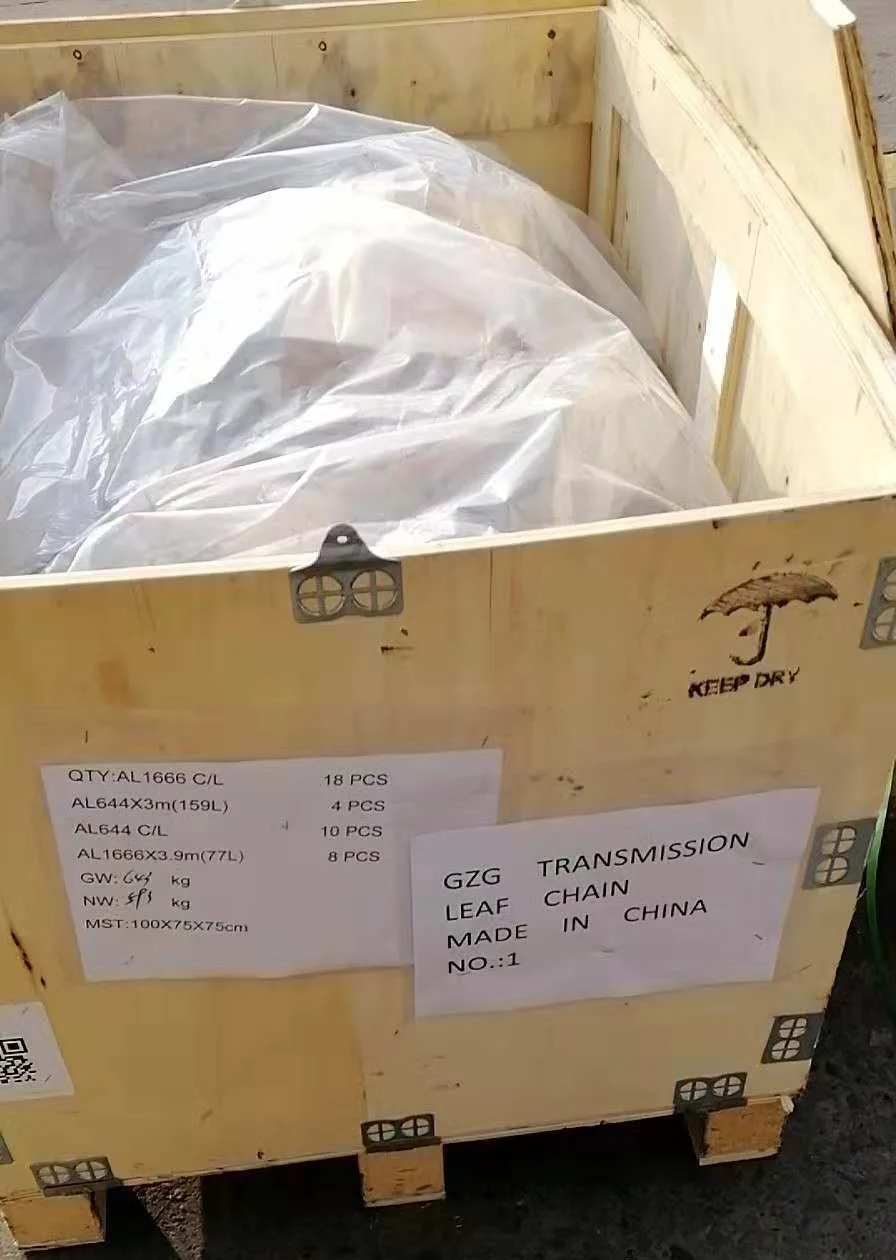 KEEP DRY
QTY:AL1666 C/L 18 PCS
AL644X3m(159L) 4 PCS
AL644 C/L 10 PCS
AL1666X3.9m(77L) 8 PCS
GW: kg
NW: kg
MST:100X75X75cm
GZG TRANSMISSION
LEAF CHAIN
MADE IN CHINA
NO.:1